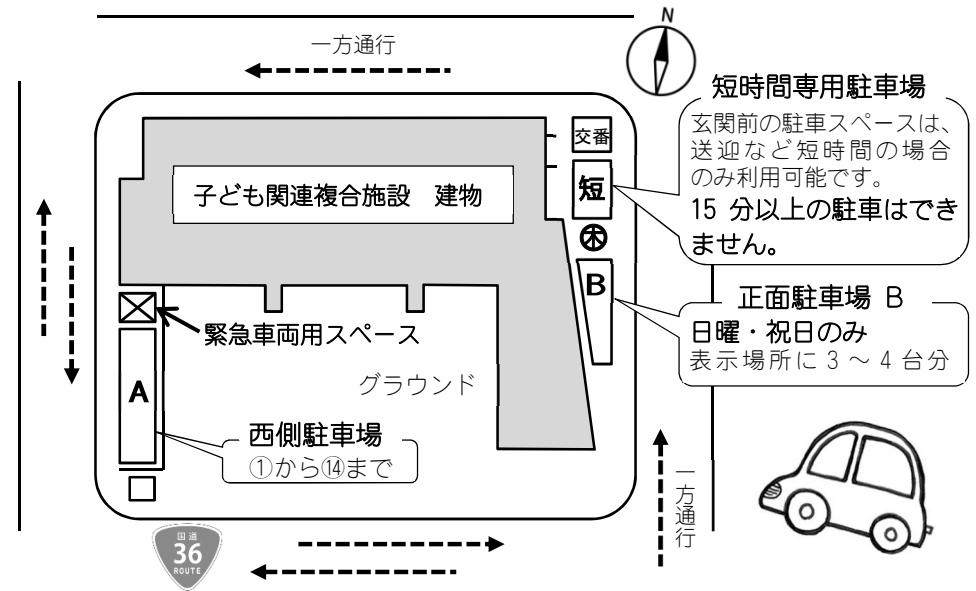 N
一方通行
短時間専用駐車場
玄関前の駐車スペースは、
送迎など短時間の場合
のみ利用可能です。
15 分以上の駐車はでき
ません。
交番
子ども関連複合施設　建物
短
木
B
正面駐車場 B
日曜・祝日のみ
表示場所に 3 ～ 4 台分
緊急車両用スペース
A
グラウンド
西側駐車場
①から⑭まで
一方通行
国道
36
ROUTE